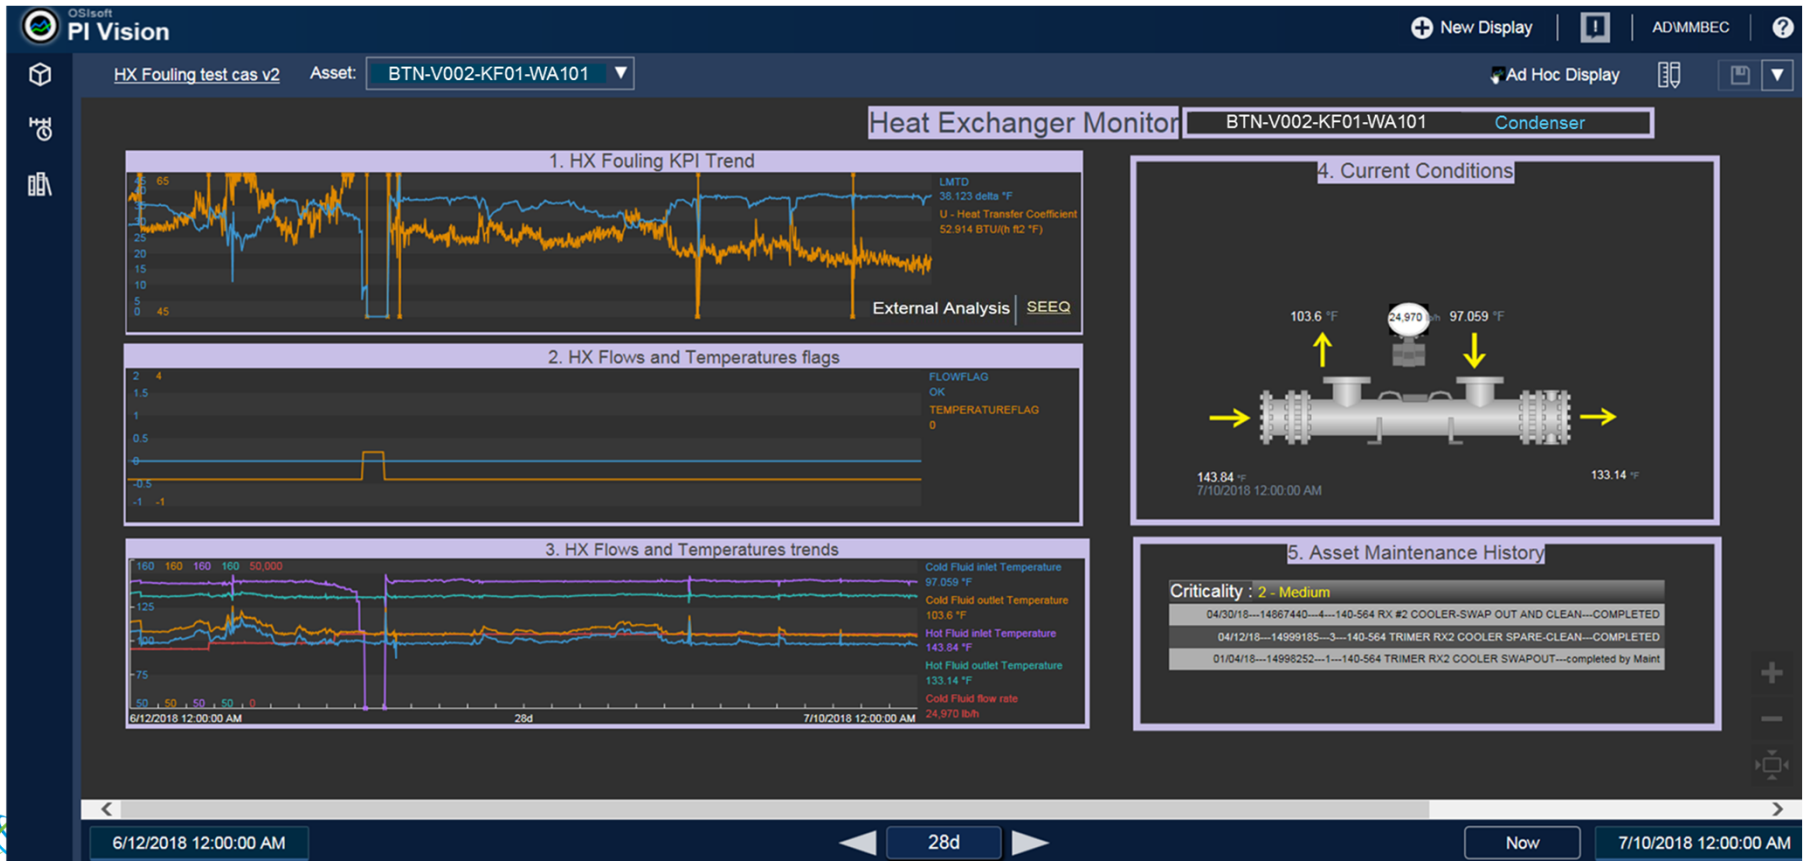 OSIsoft
PI Vision
New Display
AD\MMBEC
?
HX Fouling test cas v2
Asset:
BTN-V002-KF01-WA101
Ad Hoc Display
Heat Exchanger Monitor
BTN-V002-KF01-WA101
Condenser
1. HX Fouling KPI Trend
45 65
40
35
30
25
20
15
10
5
0 45
LMTD
38.123 delta °F
U - Heat Transfer Coefficient
52.914 BTU/(h ft2 °F)
External Analysis
SEEQ
2. HX Flows and Temperatures flags
2 4
1.5
1
0.5
0
-0.5
-1 -1
FLOWFLAG
OK
TEMPERATUREFLAG
0
3. HX Flows and Temperatures trends
160 160 160 160 50,000
125
100
75
50 50 50 50 0
6/12/2018 12:00:00 AM
28d
7/10/2018 12:00:00 AM
Cold Fluid inlet Temperature
97.059 °F
Cold Fluid outlet Temperature
103.6 °F
Hot Fluid inlet Temperature
143.84 °F
Hot Fluid outlet Temperature
133.14 °F
Cold Fluid flow rate
24,970 lb/h
4. Current Conditions
103.6 °F
24,970 lb/h
97.059 °F
143.84 °F
7/10/2018 12:00:00 AM
133.14 °F
5. Asset Maintenance History
Criticality : 2 - Medium
04/30/18---14867440---4---140-564 RX #2 COOLER-SWAP OUT AND CLEAN---COMPLETED
04/12/18---14999185---3---140-564 TRIMER RX2 COOLER SPARE-CLEAN---COMPLETED
01/04/18---14998252---1---140-564 TRIMER RX2 COOLER SWAPOUT---completed by Maint
6/12/2018 12:00:00 AM
28d
Now
7/10/2018 12:00:00 AM